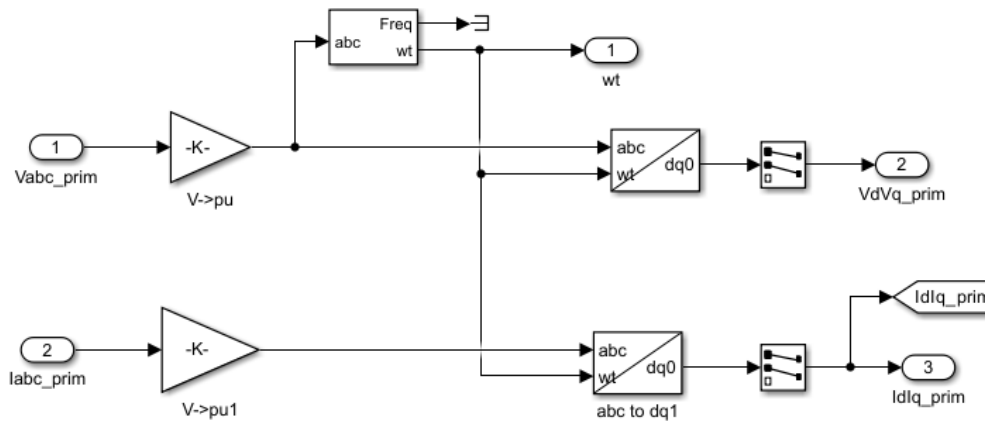 Freq
abc
wt
1
wt
1
-K-
abc
wt
dq0
2
Vabc_prim
V->pu
VdVq_prim
IdIq_prim
2
-K-
abc
wt
dq0
3
Iabc_prim
V->pu1
abc to dq1
IdIq_prim